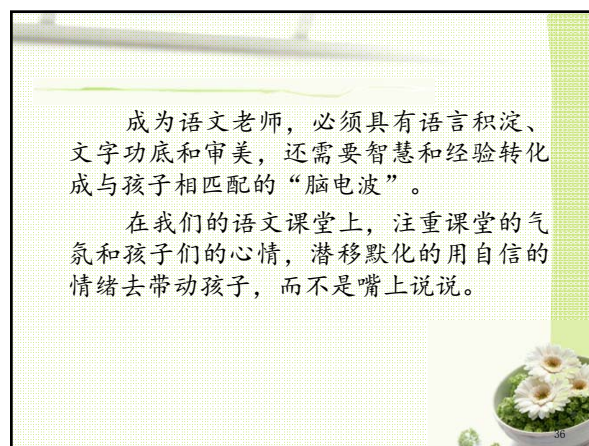 成为语文老师，必须具有语言积淀、
文字功底和审美，还需要智慧和经验转化
成与孩子相匹配的“脑电波”。
在我们的语文课堂上，注重课堂的气
氛和孩子们的心情，潜移默化的用自信的
情绪去带动孩子，而不是嘴上说说。
36